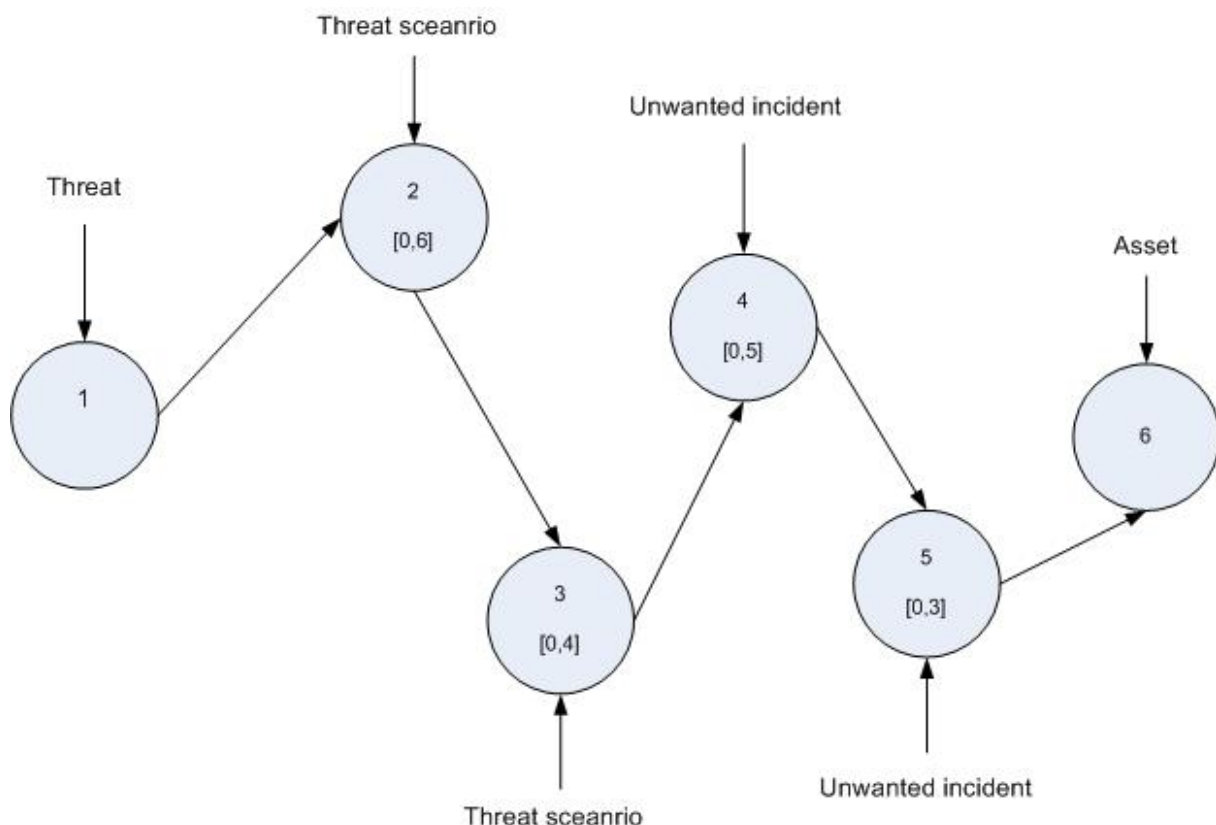 Threat sceanrio
Unwanted incident
Threat
2
[0,6]
Asset
4
[0,5]
1
6
5
[0,3]
3
[0,4]
Unwanted incident
Threat sceanrio